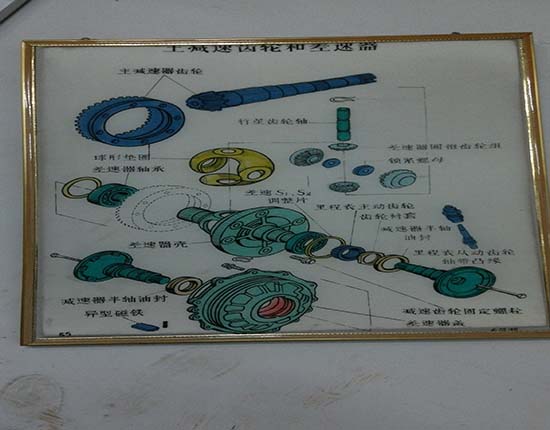 主减速齿轮和差速器
主减速器齿轮
行星齿轮轴
球形垫圈
差速器轴承
差速器圆锥齿轮组
锁紧螺母
差速S₁、S₂
调整片
里程表主动齿轮
齿轮衬套
减速器半轴
油封
差速器壳
里程表从动齿轮
轴带凸缘
减速器半轴油封
异型磁铁
减速齿轮固定螺栓
差速器盖